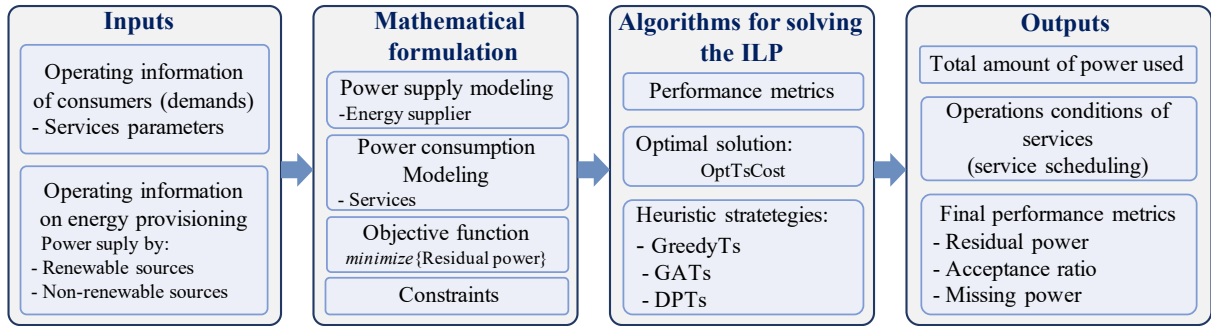 Inputs
Operating information
of consumers (demands)
- Services parameters
Operating information
on energy provisioning
Power suply by:
- Renewable sources
- Non-renewable sources
Mathematical
formulation
Power supply modeling
-Energy supplier
Power consumption
Modeling
- Services
Objective function
minimize{Residual power}
Constraints
Algorithms for solving
the ILP
Performance metrics
Optimal solution:
OptTsCost
Heuristic stratetegies:
- GreedyTs
- GATs
- DPTs
Outputs
Total amount of power used
Operations conditions of
services
(service scheduling)
Final performance metrics
- Residual power
- Acceptance ratio
- Missing power